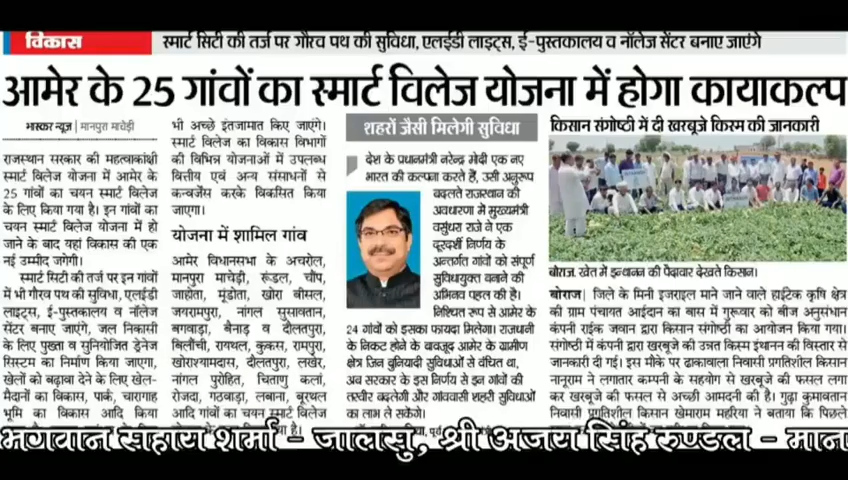 विकास
स्मार्ट सिटी की तर्ज पर गौरव पथ की सुविधा, एलईडी लाइट्स, ई-पुस्तकालय व नॉलेज सेंटर बनाए जाएंगे
आमेर के 25 गांवों का स्मार्ट विलेज योजना में होगा कायाकल्प
भास्कर न्यूज | मानपुरा माचेड़ी
राजस्थान सरकार की महत्वाकांक्षी
स्मार्ट विलेज योजना में आमेर के
25 गांवों का चयन स्मार्ट विलेज
के लिए किया गया है। इन गांवों का
चयन स्मार्ट विलेज योजना में हो
जाने के बाद यहां विकास की एक
नई उम्मीद जगेगी।
स्मार्ट सिटी की तर्ज पर इन गांवों
में भी गौरव पथ की सुविधा, एलईडी
लाइट्स, ई-पुस्तकालय व नॉलेज
सेंटर बनाए जाएंगे, जल निकासी
के लिए पुख्ता व सुनियोजित ड्रेनेज
सिस्टम का निर्माण किया जाएगा,
खेलों को बढ़ावा देने के लिए खेल-
मैदानों का विकास, पार्क, चारागाह
भूमि का विकास आदि किया
भी अच्छे इंतजामात किए जाएंगे।
स्मार्ट विलेज का विकास विभागों
की विभिन्न योजनाओं में उपलब्ध
वित्तीय एवं अन्य संसाधनों से
कन्वर्जेंस करके विकसित किया
जाएगा।
योजना में शामिल गांव
आमेर विधानसभा के अचरोल,
मानपुरा माचेड़ी, रूंडल, चौंप,
जाहोता, मूंडोता, खोरा बीसल,
जयरामपुरा, नांगल सुसावतान,
बगवाड़ा, बैनाड़ व दौलतपुरा,
बिलौंची, रायथल, कूकस, रामपुरा,
खोराश्यामदास, दौलतपुरा, लखेर,
नांगल पुरोहित, चिताणु कलां,
रोजदा, गठवाड़ा, लबाना, बूरथल
आदि गांवों का चयन स्मार्ट विलेज
शहरों जैसी मिलेगी सुविधा
देश के प्रधानमंत्री नरेन्द्र मोदी एक नए
भारत की कल्पना करते हैं, उसी अनुरूप
बदलते राजस्थान की
अवधारणा में मुख्यमंत्री
वसुंधरा राजे ने एक
दूरदर्शी निर्णय के
अन्तर्गत गांवों को संपूर्ण
सुविधायुक्त बनाने की
अभिनव पहल की है।
निश्चित रूप से आमेर के
24 गांवों को इसका फायदा मिलेगा। राजधानी
के निकट होने के बावजूद आमेर के ग्रामीण
क्षेत्र जिन बुनियादी सुविधाओं से वंचित था,
अब सरकार के इस निर्णय से इन गांवों की
तस्वीर बदलेगी और गांववासी शहरी सुविधाओं
का लाभ ले सकेंगे।
किसान संगोष्ठी में दी खरबूजे किस्म की जानकारी
बोराज. खेत में इन्थानन की पैदावार देखते किसान।
बोराज | जिले के मिनी इजराइल माने जाने वाले हाईटेक कृषि क्षेत्र
की ग्राम पंचायत आईदान का बास में गुरूवार को बीज अनुसंधान
कंपनी राईक जवान द्वारा किसान संगोष्ठी का आयोजन किया गया।
संगोष्ठी में कंपनी द्वारा खरबूजे की उन्नत किस्म इंथानन की विस्तार से
जानकारी दी गई। इस मौके पर ढाकावाला निवासी प्रगतिशील किसान
नानूराम ने लगातार कम्पनी के सहयोग से खरबूजे की फसल लगा
कर खरबूजे की फसल से अच्छी आमदनी की है। गुढ़ा कुमावतान
निवासी प्रगतिशील किसान खेमाराम महरिया ने बताया कि पिछले
भगवान सहाय शर्मा - जालसु, श्री अजय सिंह रुण्डल - मान